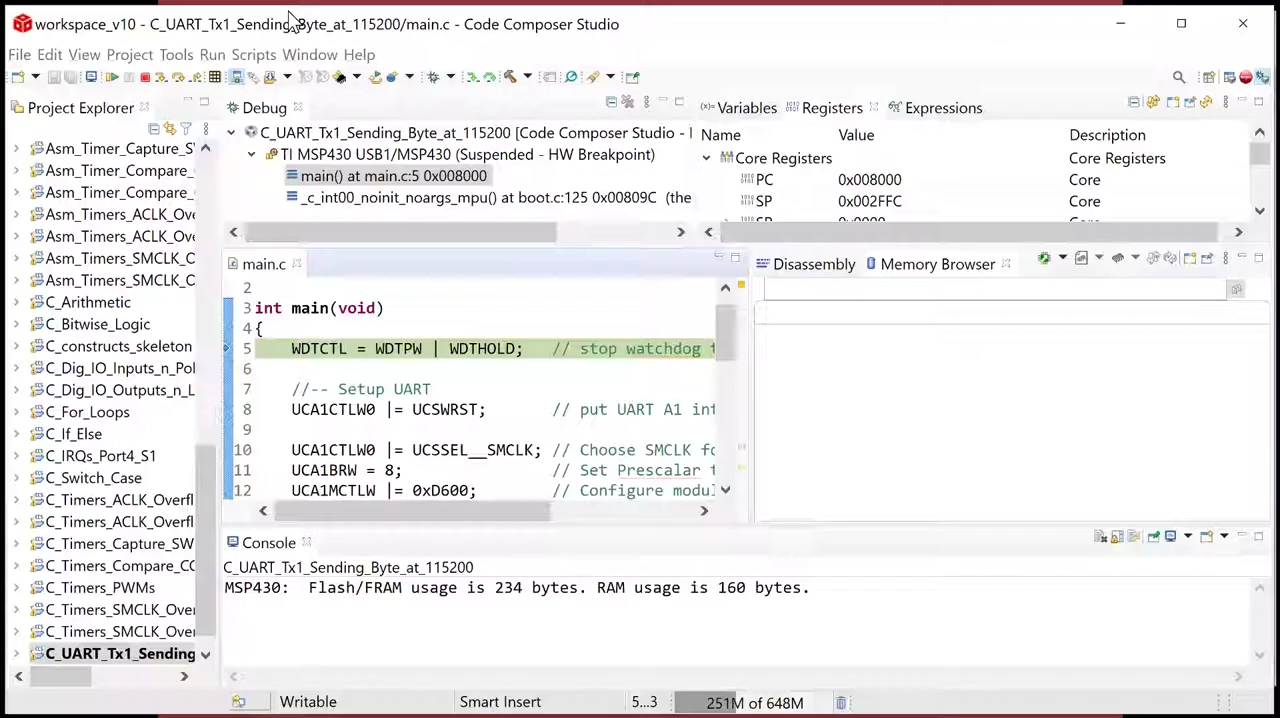 workspace_v10 - C_UART_Tx1_Sending_Byte_at_115200/main.c - Code Composer Studio
File Edit View Project Tools Run Scripts Window Help
Project Explorer
Asm_Timer_Capture_S
Asm_Timer_Compare_
Asm_Timer_Compare_
Asm_Timers_ACLK_Ove
Asm_Timers_ACLK_Ove
Asm_Timers_SMCLK_C
Asm_Timers_SMCLK_C
C_Arithmetic
C_Bitwise_Logic
C_constructs_skeleton
C_Dig_IO_Inputs_n_Pol
C_Dig_IO_Outputs_n_L
C_For_Loops
C_If_Else
C_IRQs_Port4_S1
C_Switch_Case
C_Timers_ACLK_Overfl
C_Timers_ACLK_Overfl
C_Timers_Capture_SW
C_Timers_Compare_CC
C_Timers_PWMs
C_Timers_SMCLK_Over
C_Timers_SMCLK_Over
C_UART_Tx1_Sending
Debug
C_UART_Tx1_Sending_Byte_at_115200 [Code Composer Studio - I
TI MSP430 USB1/MSP430 (Suspended - HW Breakpoint)
main() at main.c:5 0x008000
_c_int00_noinit_noargs_mpu() at boot.c:125 0x00809C (the
(x)= Variables Registers Expressions
Name Value Description
Core Registers Core Registers
PC 0x008000 Core
SP 0x002FFC Core
SR 0x0000 Core
main.c
2
3 int main(void)
4 {
5 WDTCTL = WDTPW | WDTHOLD; // stop watchdog t
6
7 //-- Setup UART
8 UCA1CTLW0 |= UCSWRST; // put UART A1 int
9
10 UCA1CTLW0 |= UCSSEL__SMCLK; // Choose SMCLK fo
11 UCA1BRW = 8; // Set Prescalar t
12 UCA1MCTLW |= 0xD600; // Configure modul
Disassembly Memory Browser
Console
C_UART_Tx1_Sending_Byte_at_115200
MSP430: Flash/FRAM usage is 234 bytes. RAM usage is 160 bytes.
Writable Smart Insert 5...3 251M of 648M